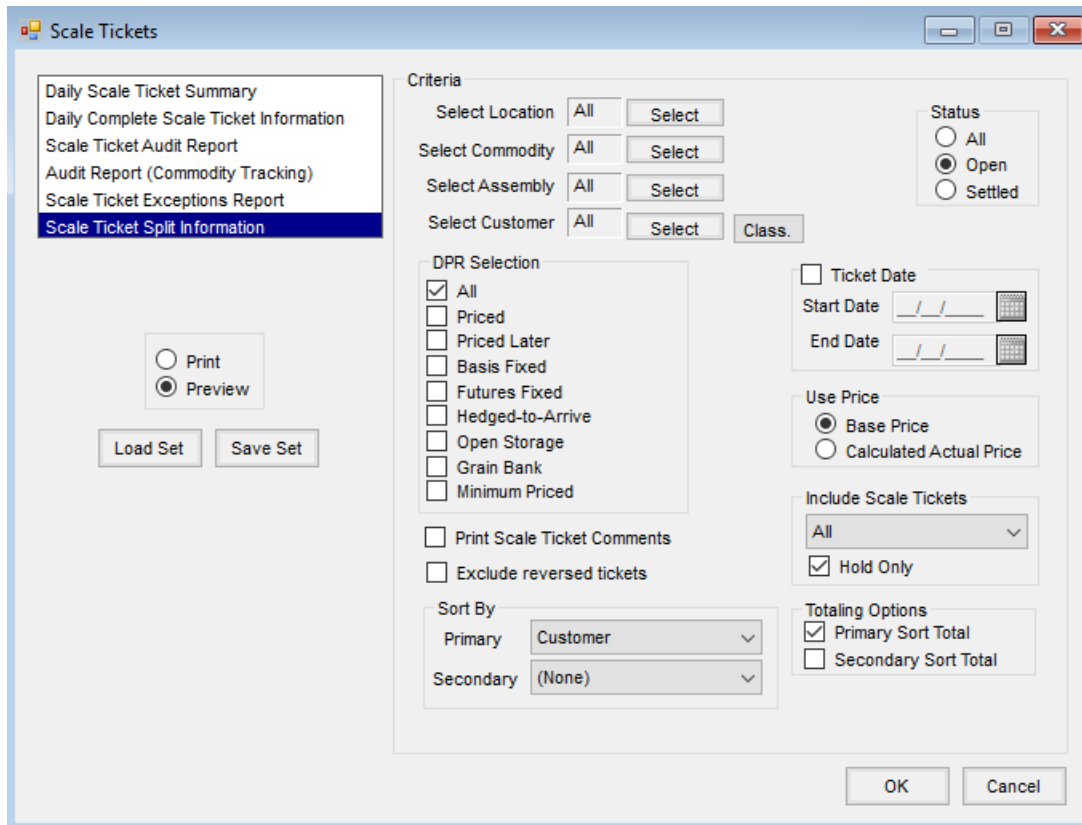 Scale Tickets
Daily Scale Ticket Summary
Daily Complete Scale Ticket Information
Scale Ticket Audit Report
Audit Report (Commodity Tracking)
Scale Ticket Exceptions Report
Scale Ticket Split Information
Print
Preview
Load Set Save Set
Criteria
Select Location All Select
Select Commodity All Select
Select Assembly All Select
Select Customer All Select Class.
Status
All
Open
Settled
DPR Selection
All
Priced
Priced Later
Basis Fixed
Futures Fixed
Hedged-to-Arrive
Open Storage
Grain Bank
Minimum Priced
Ticket Date
Start Date __/__/____
End Date __/__/____
Use Price
Base Price
Calculated Actual Price
Include Scale Tickets
All
Hold Only
Print Scale Ticket Comments
Exclude reversed tickets
Sort By
Primary Customer
Secondary (None)
Totaling Options
Primary Sort Total
Secondary Sort Total
OK Cancel